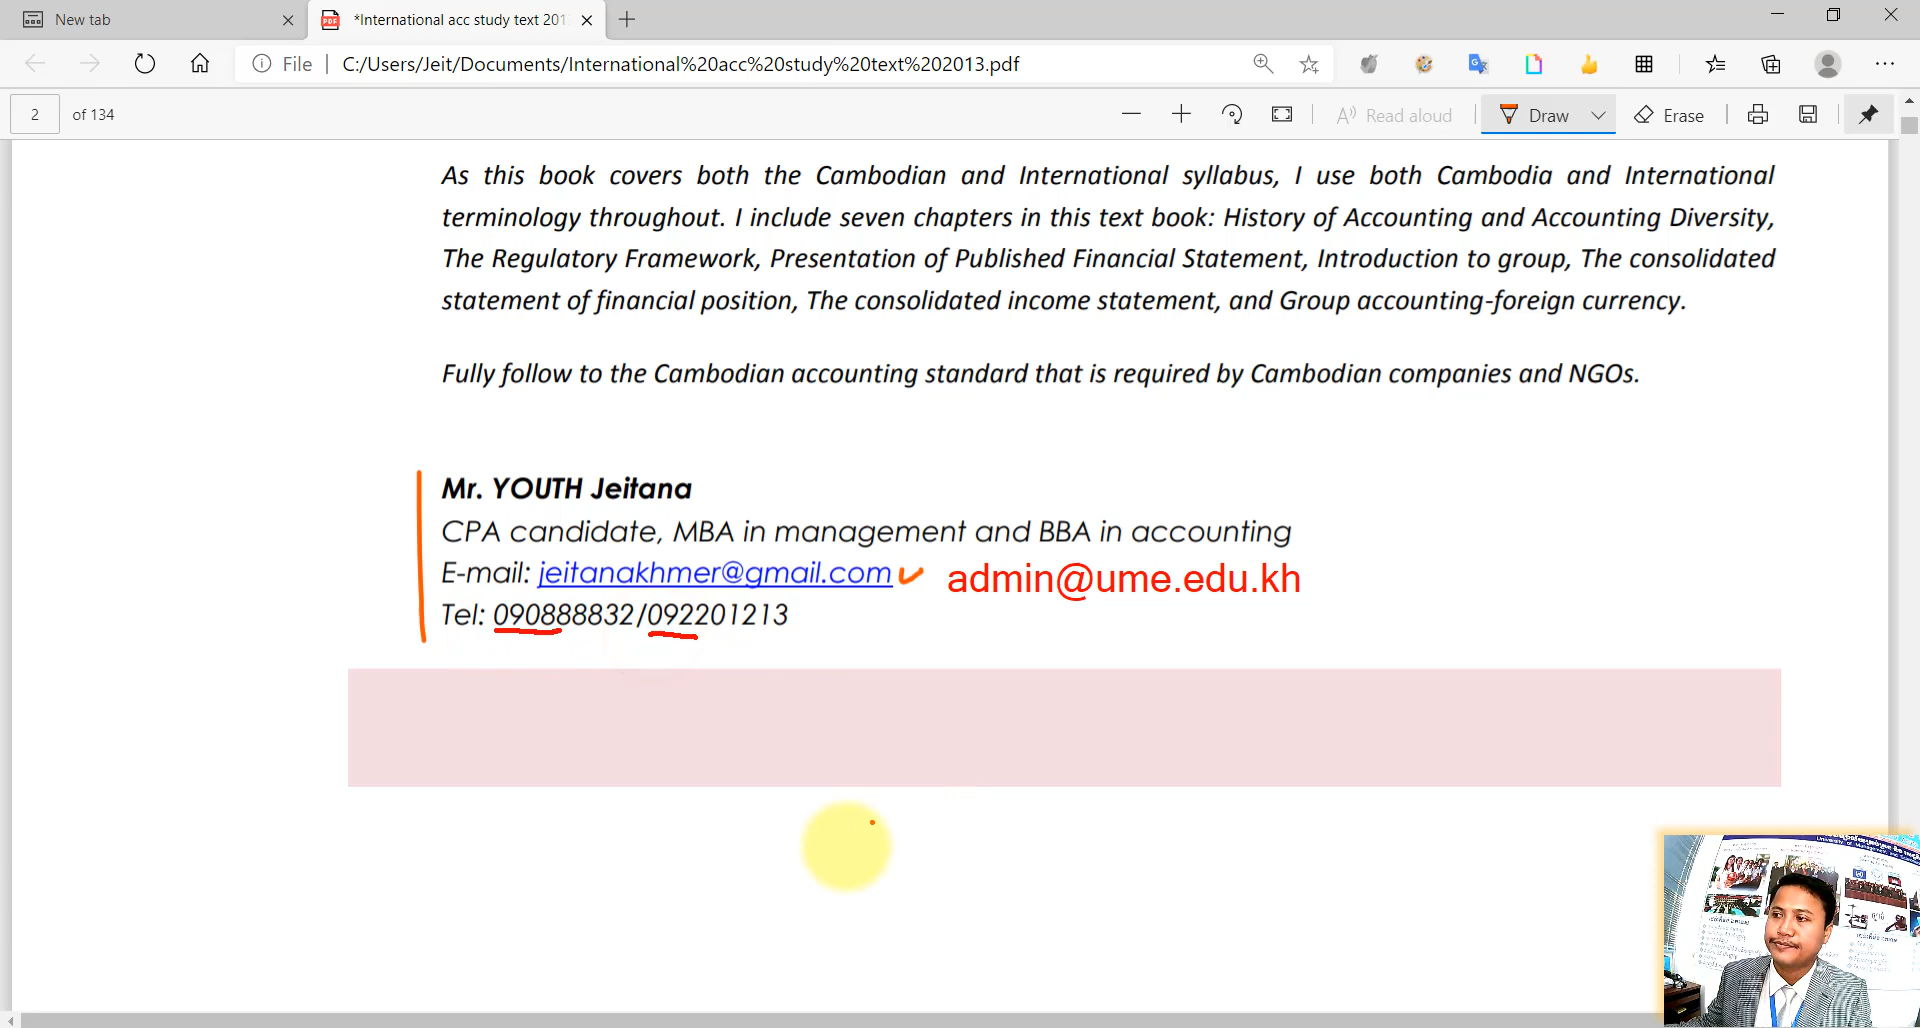 New tab
*International acc study text 201
File
C:/Users/Jeit/Documents/International%20acc%20study%20text%202013.pdf
2 of 134
Read aloud
Draw
Erase
As this book covers both the Cambodian and International syllabus, I use both Cambodia and International
terminology throughout. I include seven chapters in this text book: History of Accounting and Accounting Diversity,
The Regulatory Framework, Presentation of Published Financial Statement, Introduction to group, The consolidated
statement of financial position, The consolidated income statement, and Group accounting-foreign currency.
Fully follow to the Cambodian accounting standard that is required by Cambodian companies and NGOs.
Mr. YOUTH Jeitana
CPA candidate, MBA in management and BBA in accounting
E-mail: jeitanakhmer@gmail.com admin@ume.edu.kh
Tel: 090888832/092201213